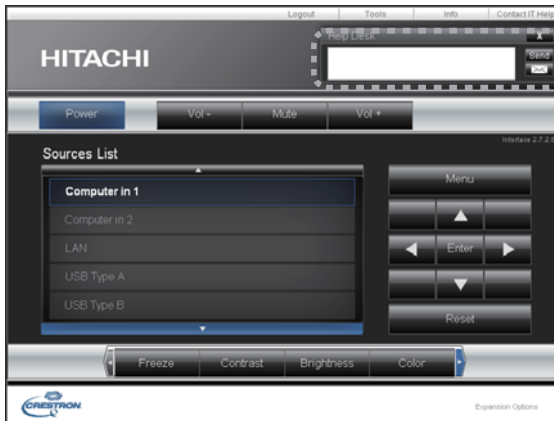 Logout Tools Info Contact IT Help
HITACHI
Help Desk X
Send
Power Vol - Mute Vol +
Interface 2.7.2.6
Sources List
Menu
Computer in 1
Computer in 2
LAN
Enter
USB Type A
USB Type B
Reset
Freeze Contrast Brightness Color
CRESTRON
Expansion Options